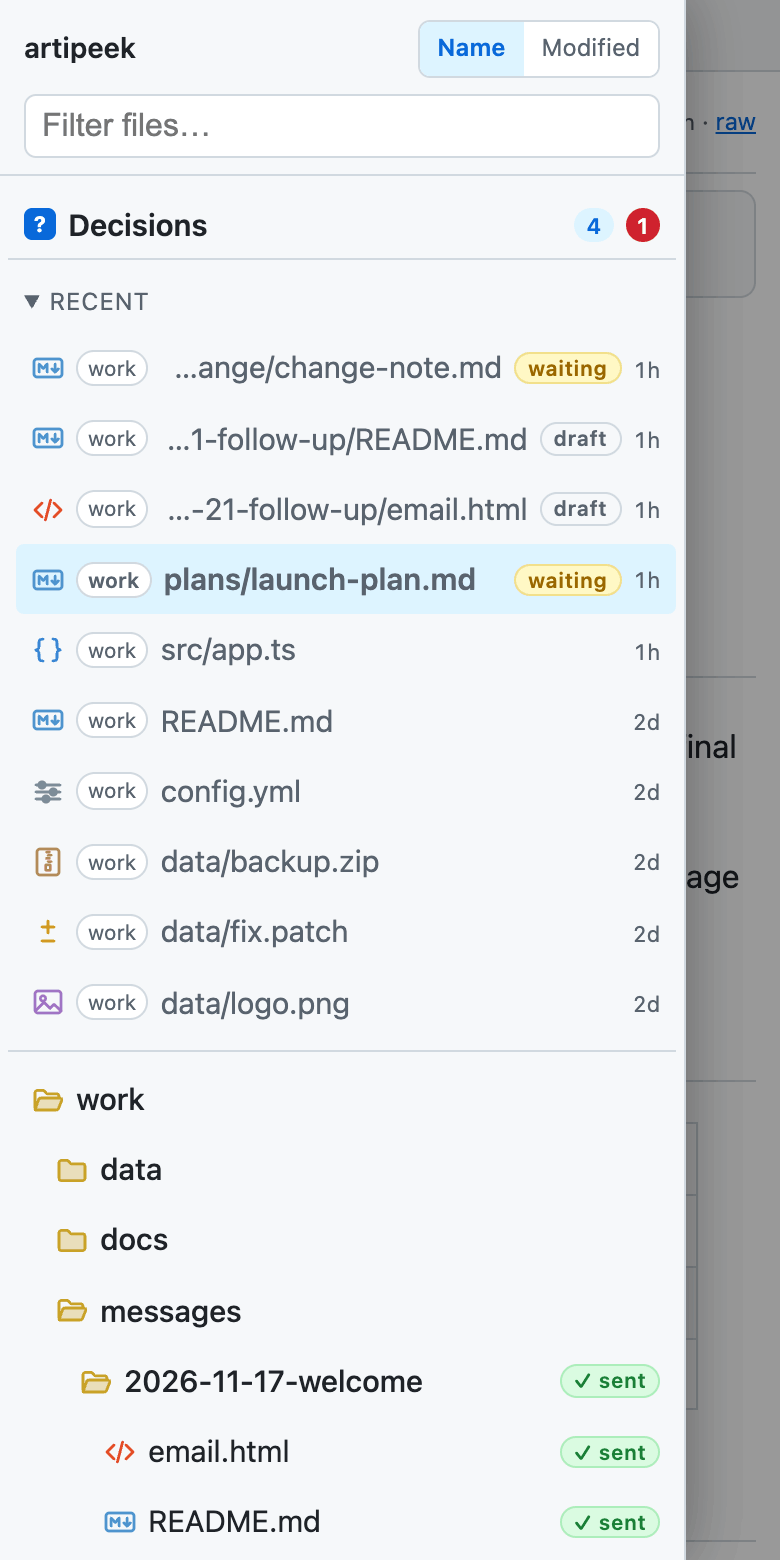 artipeek Name Modified
n · raw
Filter files…
? Decisions 4 1
▼ RECENT
work …ange/change-note.md waiting 1h
work …1-follow-up/README.md draft 1h
work …-21-follow-up/email.html draft 1h
work plans/launch-plan.md waiting 1h
{} work src/app.ts 1h
work README.md 2d
inal
work config.yml 2d
work data/backup.zip 2d
age
work data/fix.patch 2d
work data/logo.png 2d
work
data
docs
messages
2026-11-17-welcome ✓ sent
</> email.html ✓ sent
README.md ✓ sent